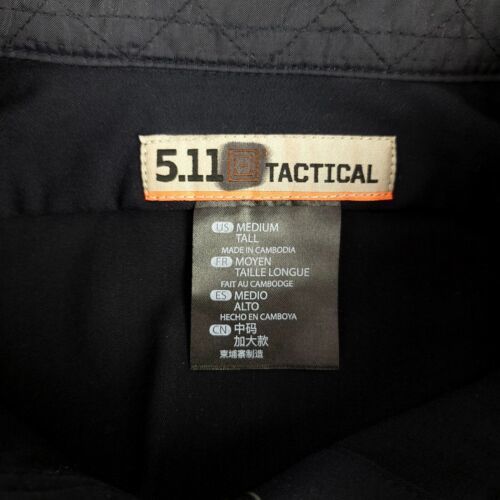 5.11 TACTICAL
US MEDIUM
TALL
MADE IN CAMBODIA
FR MOYEN
TAILLE LONGUE
FAIT AU CAMBODGE
ES MEDIO
ALTO
HECHO EN CAMBOYA
CN 中码
加大款
柬埔寨制造